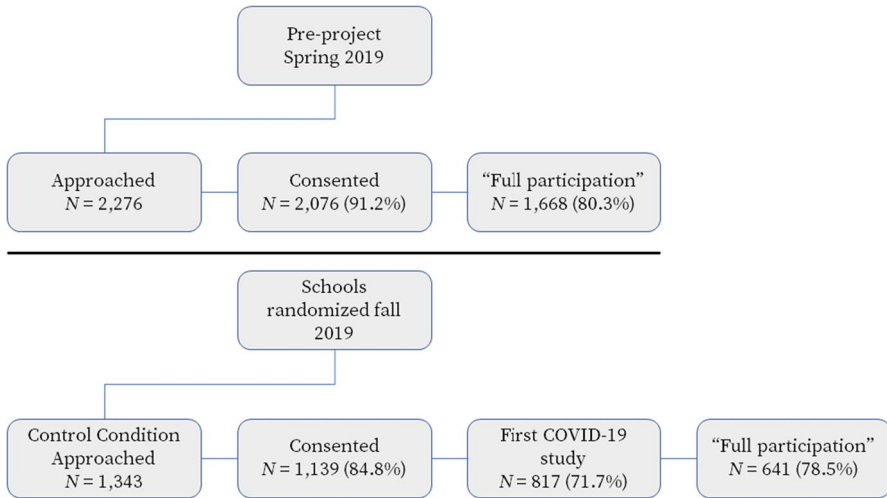 Pre-project
Spring 2019
Approached
N = 2,276
Consented
N = 2,076 (91.2%)
“Full participation”
N = 1,668 (80.3%)
Schools
randomized fall
2019
Control Condition
Approached
N = 1,343
Consented
N = 1,139 (84.8%)
First COVID-19
study
N = 817 (71.7%)
“Full participation”
N = 641 (78.5%)